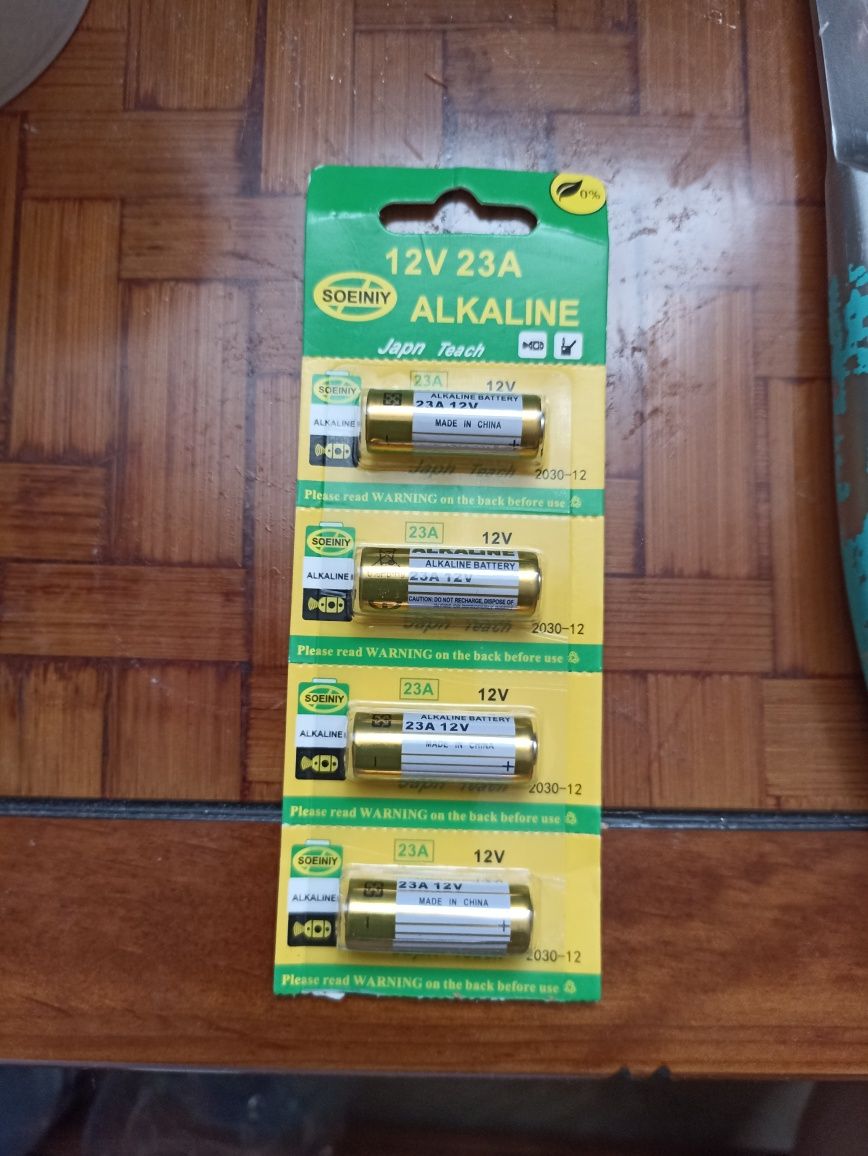 0%
12V 23A
SOEINIY
ALKALINE
Japn Teach
23A
12V
SOEINIY
ALKALINE BATTERY
23A 12V
ALKALINE
MADE IN CHINA
- +
Japn Teach
2030-12
Please read WARNING on the back before use
23A
12V
SOEINIY
ALKALINE
ALKALINE BATTERY
ALKALINE
23A 12V
CAUTION: DO NOT RECHARGE, DISPOSE OF
Japn Teach
2030-12
Please read WARNING on the back before use
23A
12V
SOEINIY
ALKALINE BATTERY
23A 12V
ALKALINE
MADE IN CHINA
- +
Japn Teach
2030-12
Please read WARNING on the back before use
23A
12V
SOEINIY
23A 12V
ALKALINE
MADE IN CHINA
- +
2030-12
Please read WARNING on the back before use